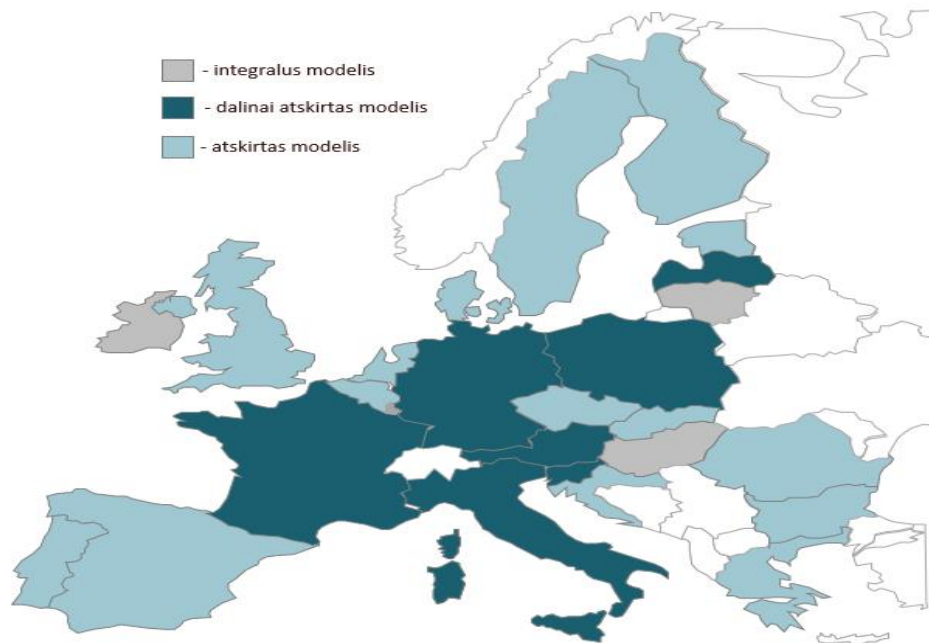 - integralus modelis
- dalinai atskirtas modelis
- atskirtas modelis